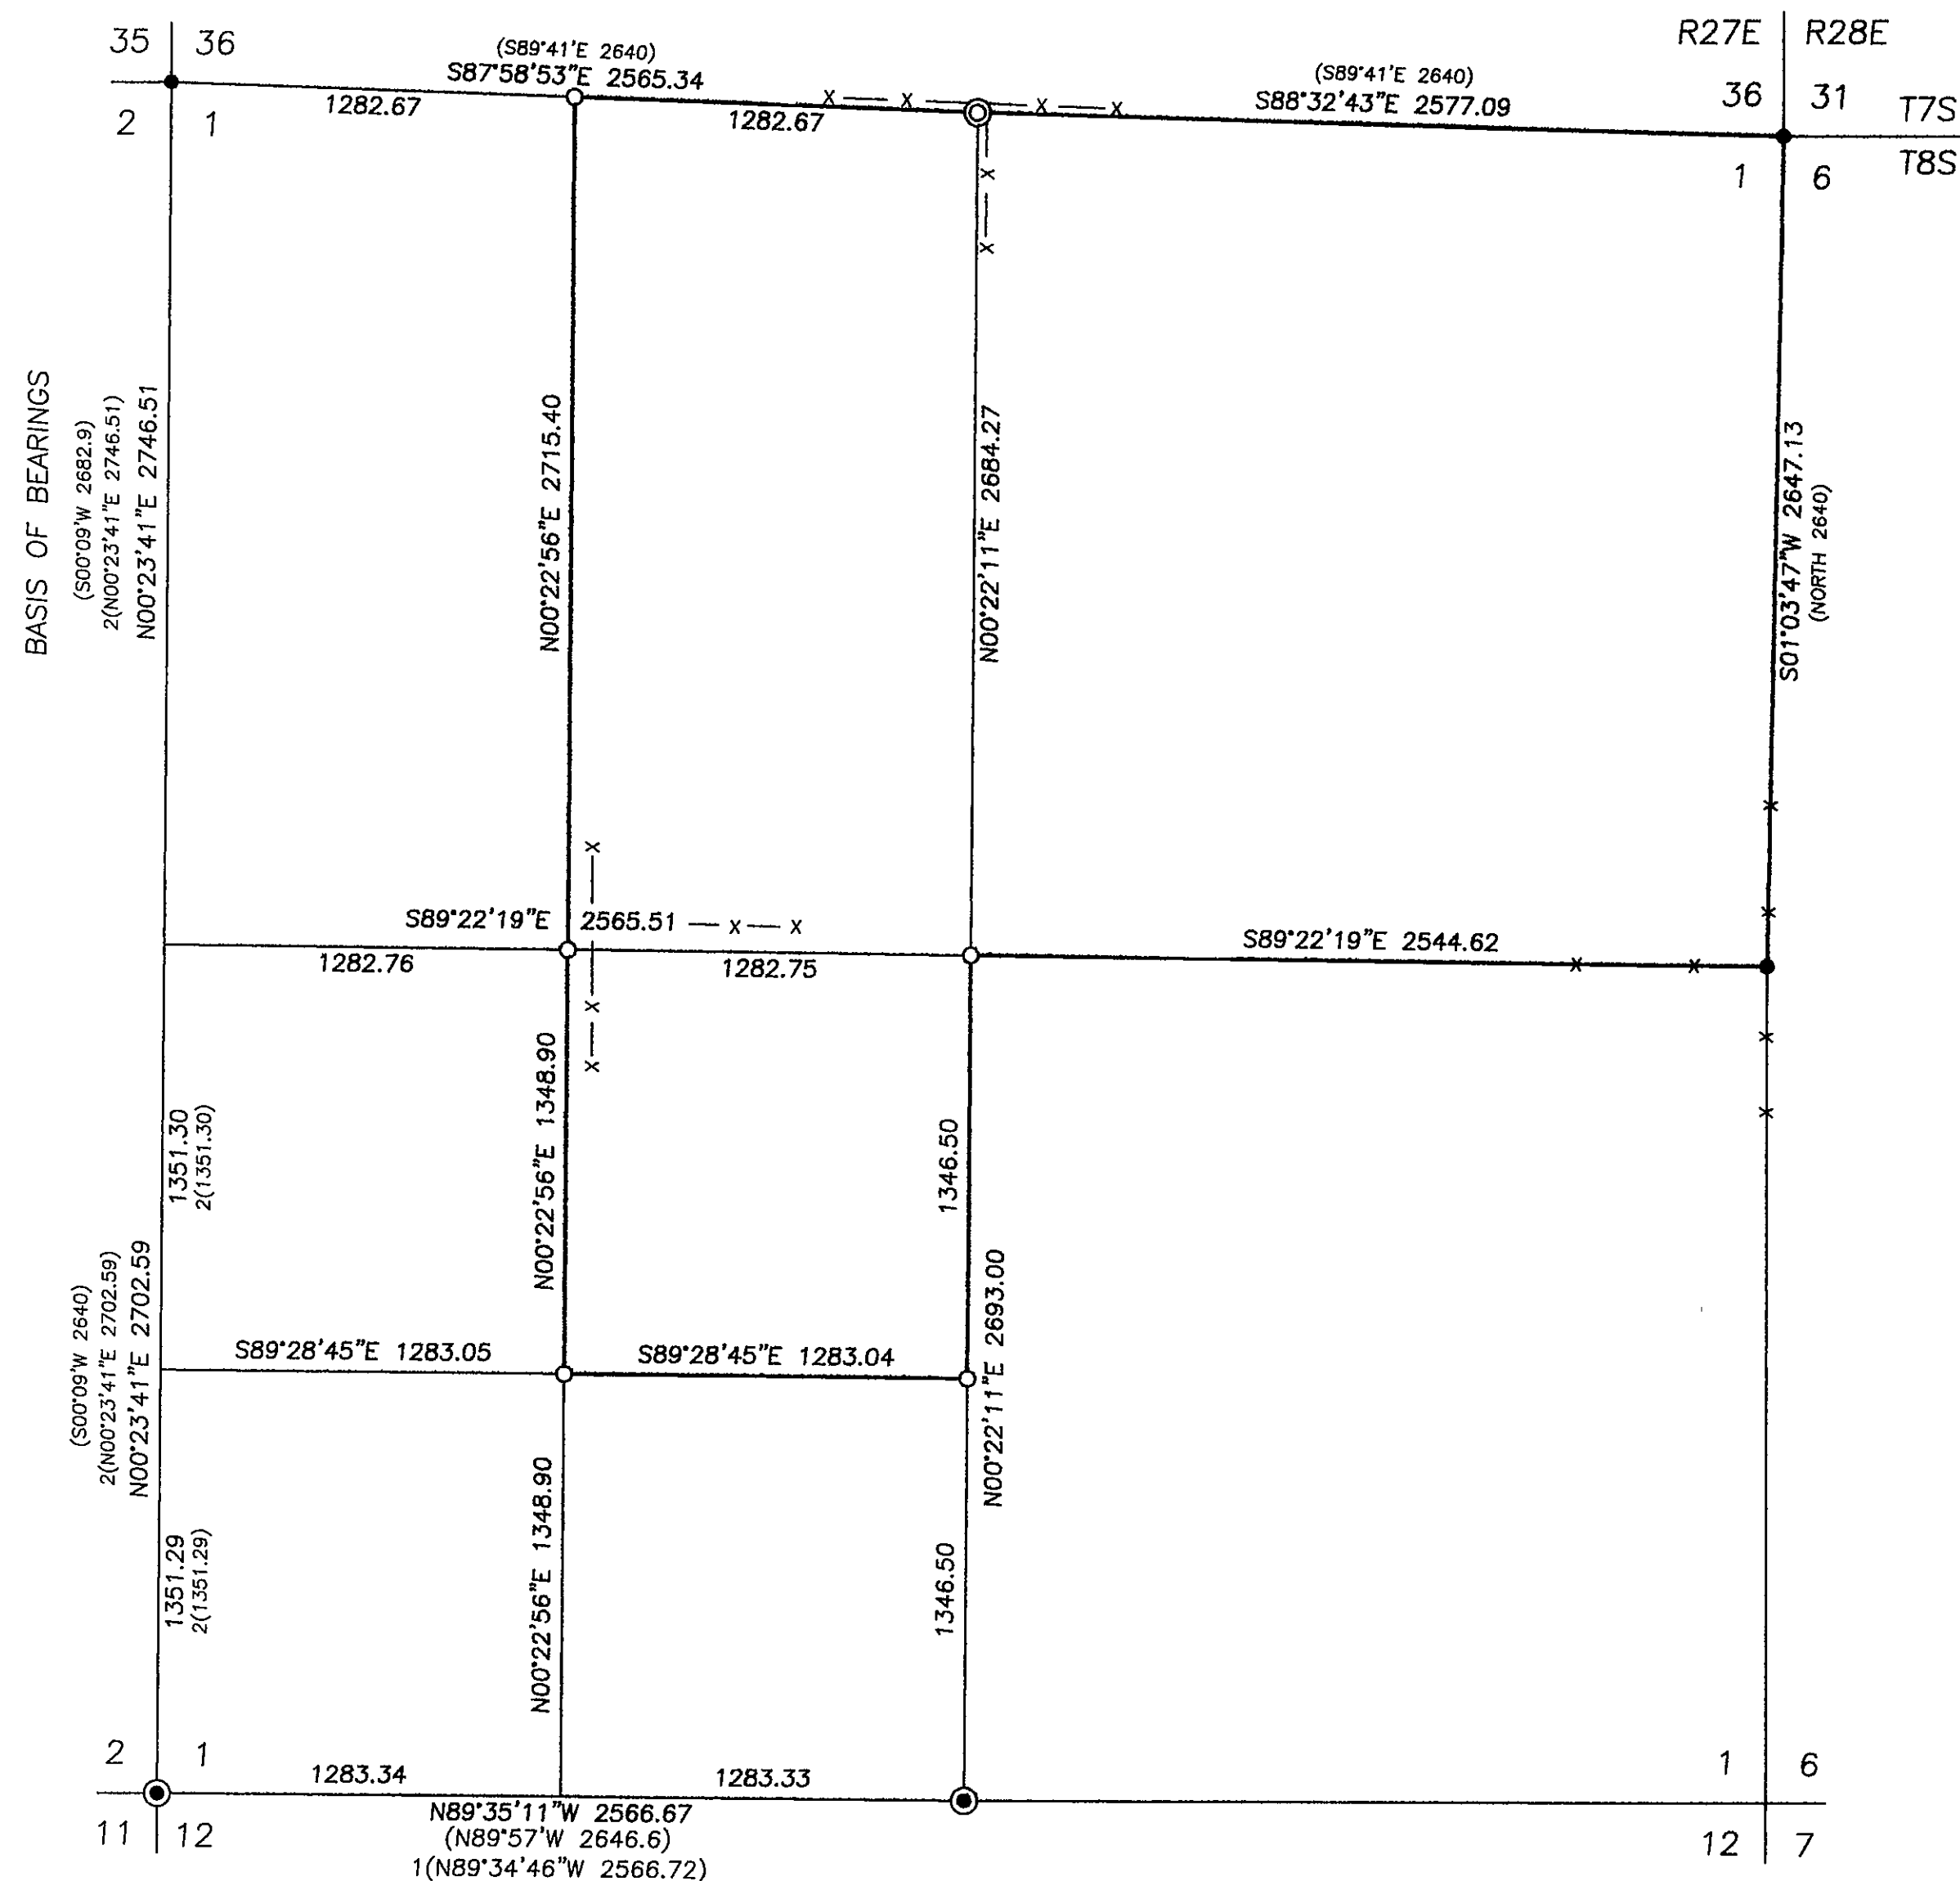 35 36
(S89°41'E 2640)
S87°58'53"E 2565.34
1282.67
1282.67
(S89°41'E 2640)
S88°32'43"E 2577.09
R27E R28E
36 31 T7S
2 1
1 6 T8S
BASIS OF BEARINGS
(S00°09'W 2682.9)
2(N00°23'41"E 2746.51)
N00°23'41"E 2746.51
N00°22'56"E 2715.40
N00°22'11"E 2684.27
S01°03'47"W 2647.13
(NORTH 2640)
S89°22'19"E 2565.51
1282.76
1282.75
S89°22'19"E 2544.62
1351.30
2(1351.30)
N00°22'56"E 1348.90
1346.50
(S00°09'W 2640)
2(N00°23'41"E 2702.59)
N00°23'41"E 2702.59
S89°28'45"E 1283.05
S89°28'45"E 1283.04
N00°22'11"E 2693.00
1351.29
2(1351.29)
N00°22'56"E 1348.90
1346.50
2 1
1 6
1283.34
1283.33
N89°35'11"W 2566.67
(N89°57'W 2646.6)
1(N89°34'46"W 2566.72)
11 12
12 7